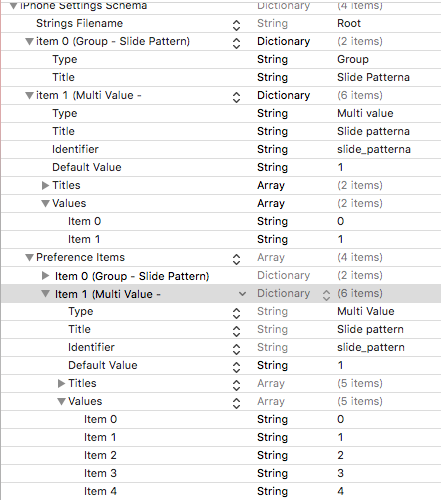 iPhone Settings Schema Dictionary (4 items)
Strings Filename String Root
item 0 (Group - Slide Pattern) Dictionary (2 items)
Type String Group
Title String Slide Patterna
item 1 (Multi Value - Dictionary (6 items)
Type String Multi value
Title String Slide patterna
Identifier String slide_patterna
Default Value String 1
Titles Array (2 items)
Values Array (2 items)
Item 0 String 0
Item 1 String 1
Preference Items Array (4 items)
Item 0 (Group - Slide Pattern) Dictionary (2 items)
Item 1 (Multi Value - Dictionary (6 items)
Type String Multi Value
Title String Slide pattern
Identifier String slide_pattern
Default Value String 1
Titles Array (5 items)
Values Array (5 items)
Item 0 String 0
Item 1 String 1
Item 2 String 2
Item 3 String 3
Item 4 String 4